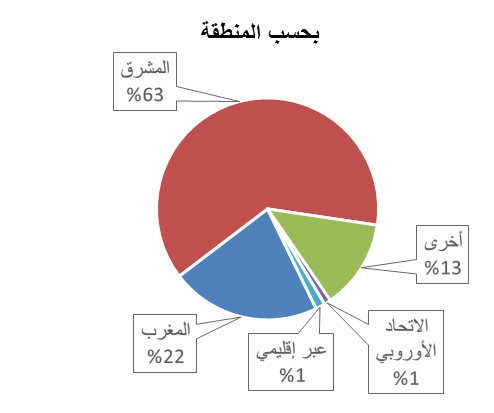 بحسب المنطقة
المشرق
%63
أخرى
%13
الاتحاد
الأوروبي
%1
عبر إقليمي
%1
المغرب
%22